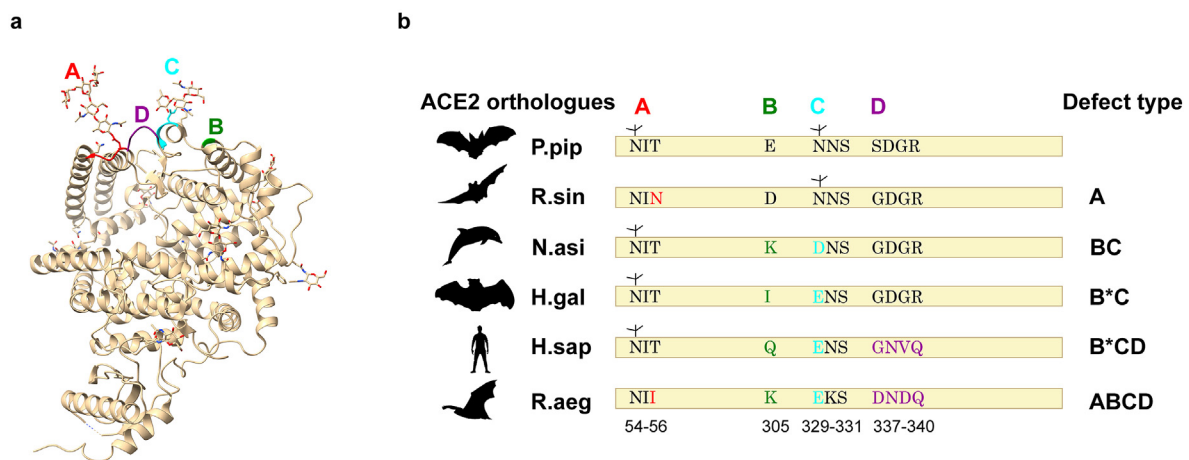 a
b
A
C
D
B
ACE2 orthologues A B C D Defect type
P.pip NIT E NNS SDGR
R.sin NIN D NNS GDGR A
N.asi NIT K DNS GDGR BC
H.gal NIT I ENS GDGR B*C
H.sap NIT Q ENS GNVQ B*CD
R.aeg NII K EKS DNDQ ABCD
54-56 305 329-331 337-340